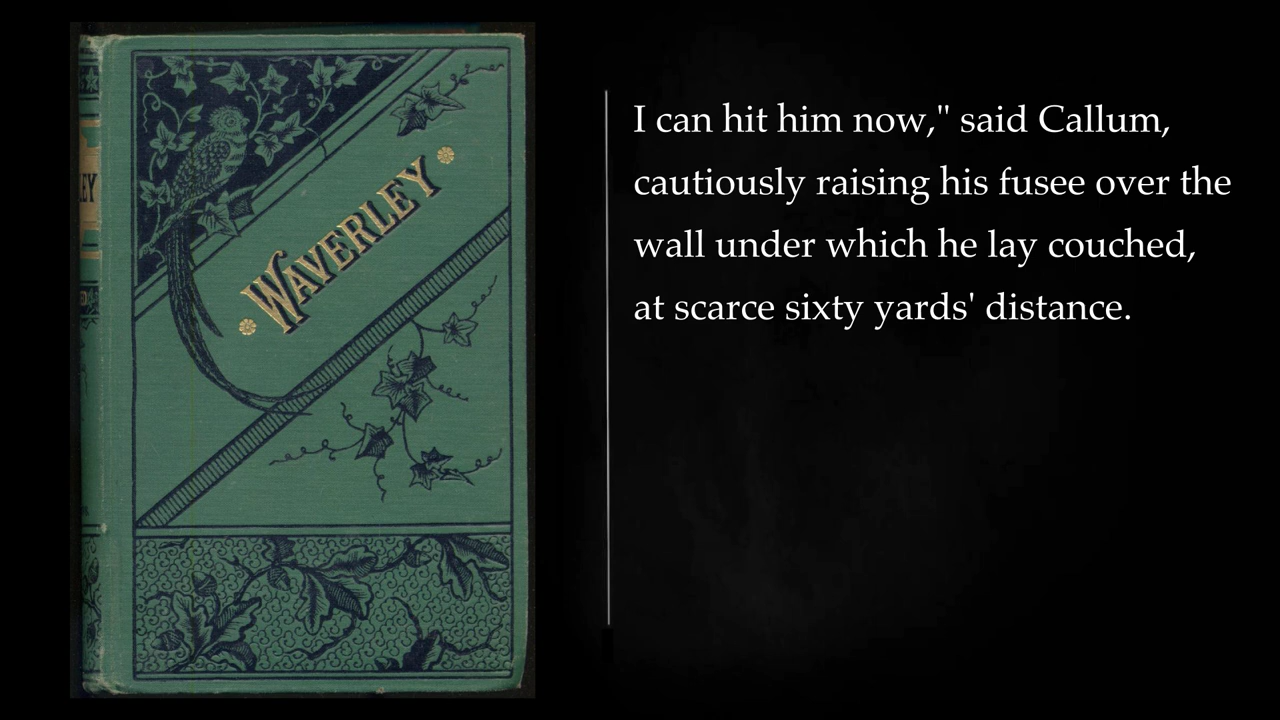 EY
WAVERLEY
I can hit him now," said Callum,
cautiously raising his fusee over the
wall under which he lay couched,
at scarce sixty yards' distance.